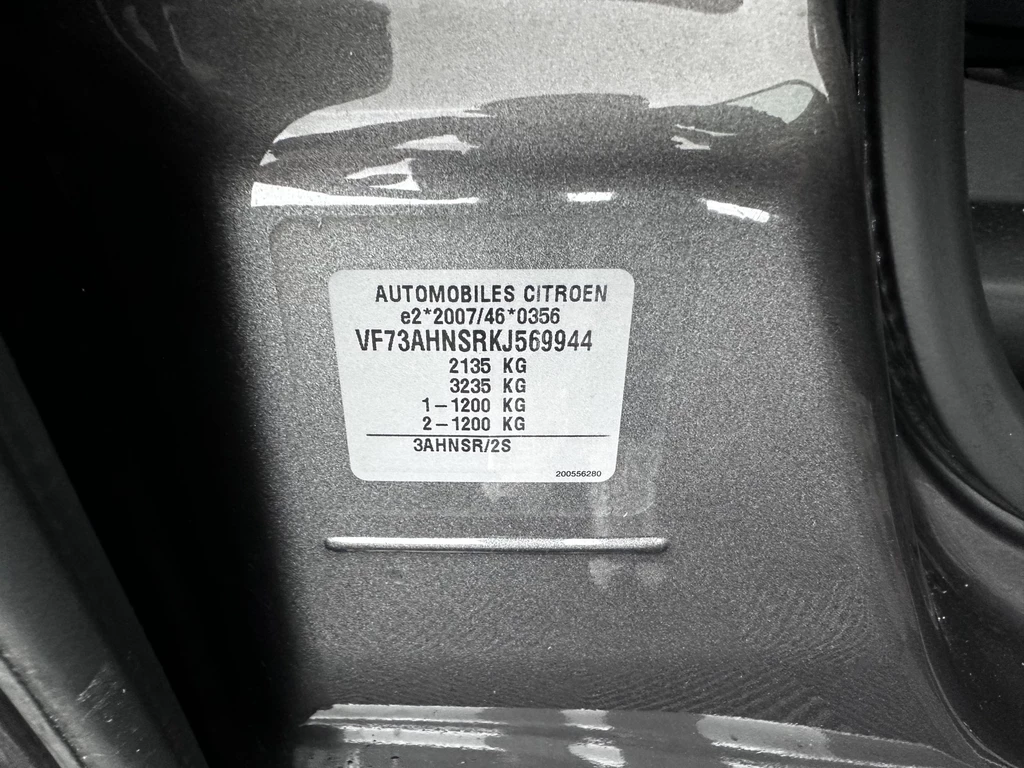 AUTOMOBILES CITROEN
e2*2007/46*0356
VF73AHNSRKJ569944
2135 KG
3235 KG
1-1200 KG
2-1200 KG
3AHNSR/2S
200556280